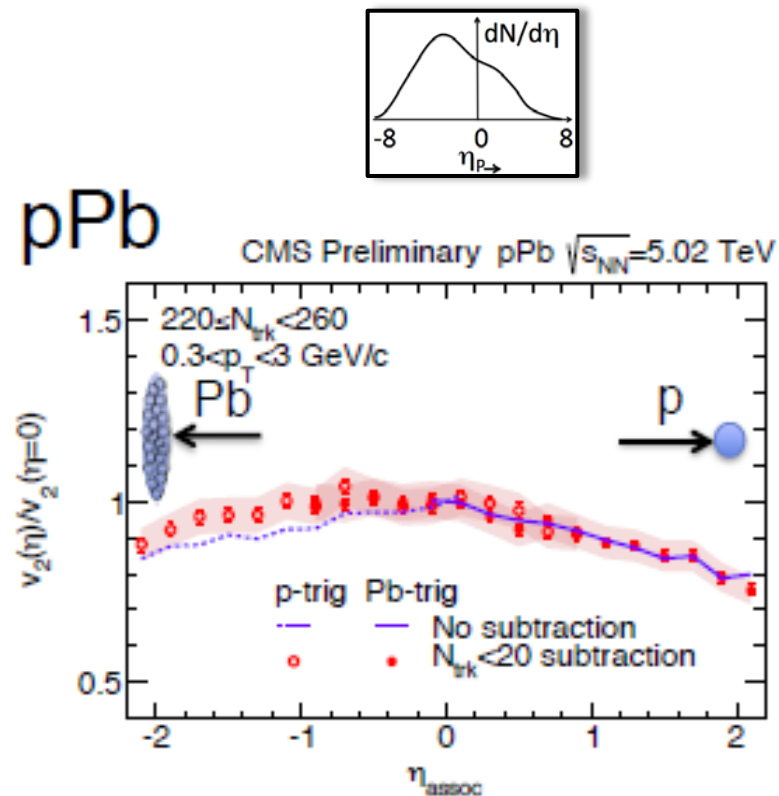 dN/dη
-8 0 8
η_P→
pPb
CMS Preliminary pPb √s_NN=5.02 TeV
220≤N_trk<260
0.3<p_T<3 GeV/c
Pb
p
1.5
1
0.5
v_2(η)/v_2(η=0)
p-trig Pb-trig
No subtraction
N_trk<20 subtraction
-2 -1 0 1 2
η_assoc